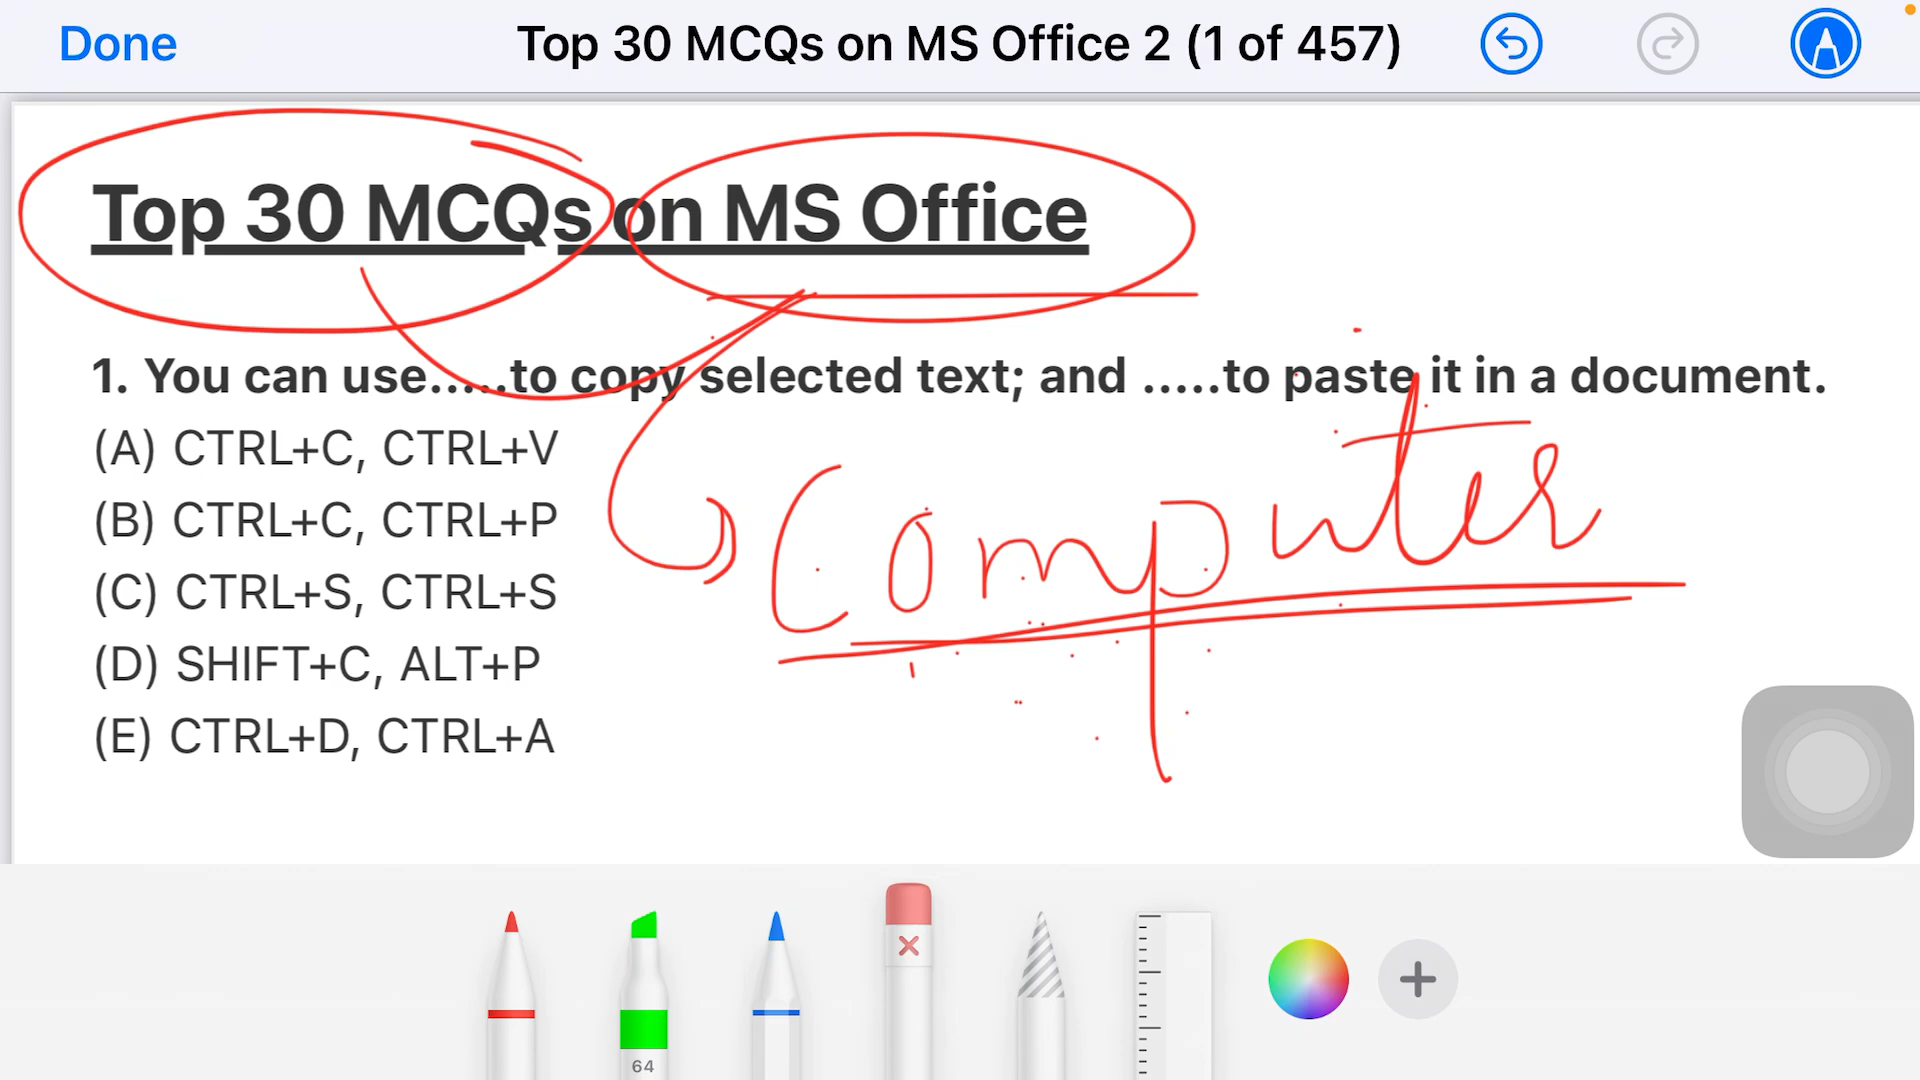 Done
Top 30 MCQs on MS Office 2 (1 of 457)
Top 30 MCQs on MS Office
1. You can use.....to copy selected text; and .....to paste it in a document.
(A) CTRL+C, CTRL+V
(B) CTRL+C, CTRL+P
(C) CTRL+S, CTRL+S
(D) SHIFT+C, ALT+P
(E) CTRL+D, CTRL+A
Computer
64